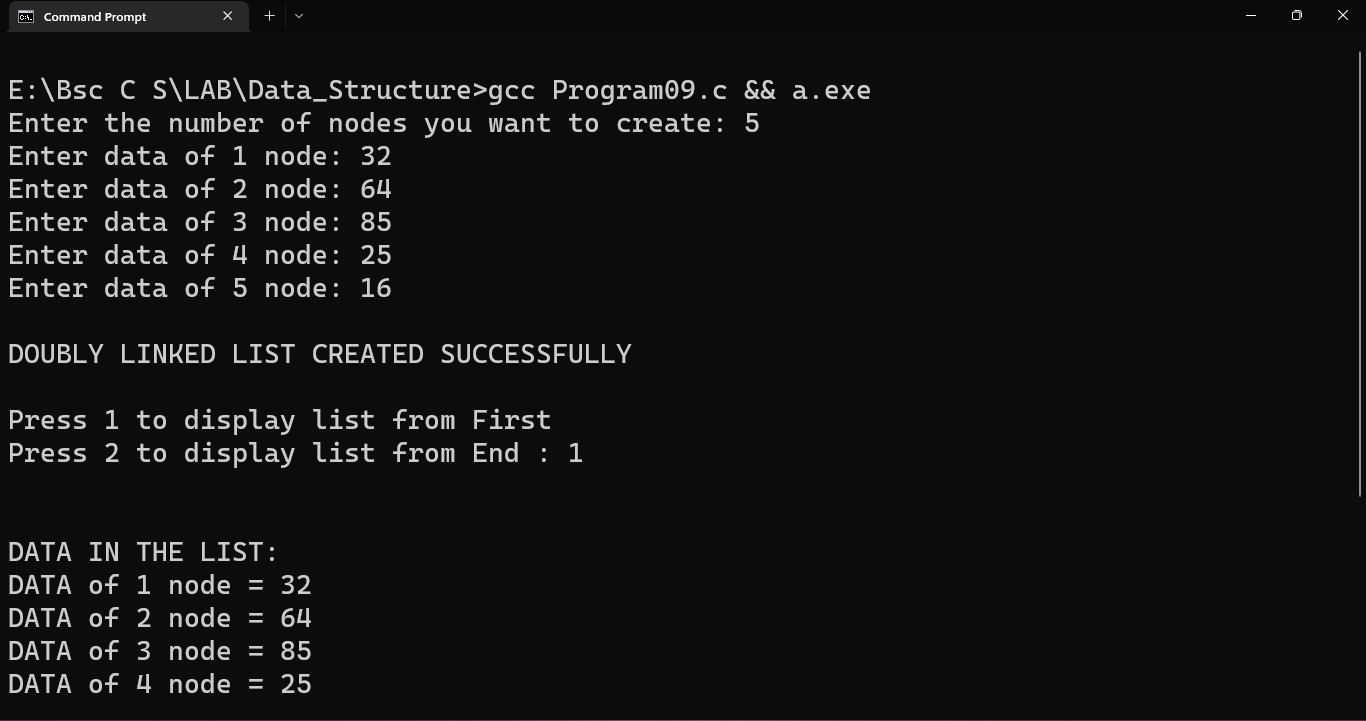 Command Prompt
E:\Bsc C S\LAB\Data_Structure>gcc Program09.c && a.exe
Enter the number of nodes you want to create: 5
Enter data of 1 node: 32
Enter data of 2 node: 64
Enter data of 3 node: 85
Enter data of 4 node: 25
Enter data of 5 node: 16
DOUBLY LINKED LIST CREATED SUCCESSFULLY
Press 1 to display list from First
Press 2 to display list from End : 1
DATA IN THE LIST:
DATA of 1 node = 32
DATA of 2 node = 64
DATA of 3 node = 85
DATA of 4 node = 25